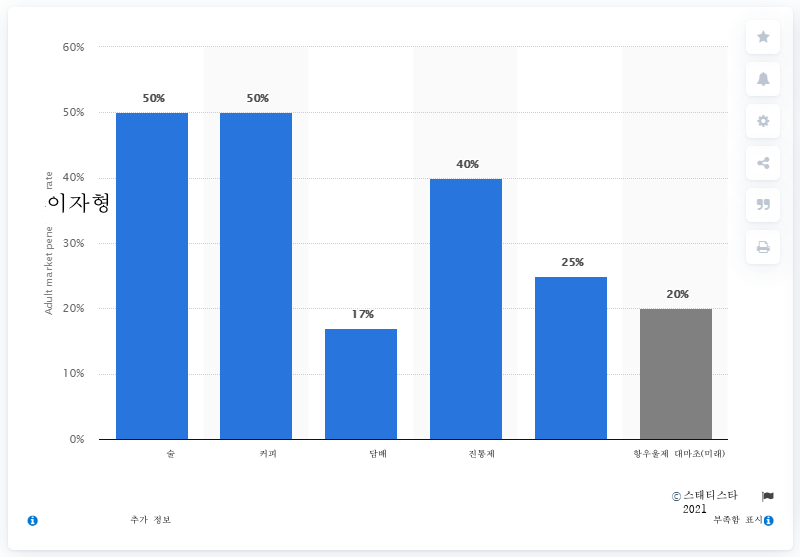 60%
50%
50%
50%
40%
40%
rate
이자형
Adult market pene
30%
25%
20%
20%
17%
10%
0%
술
커피
담배
진통제
항우울제 대마초(미래)
© 스태티스타
2021
추가 정보
부족함 표시